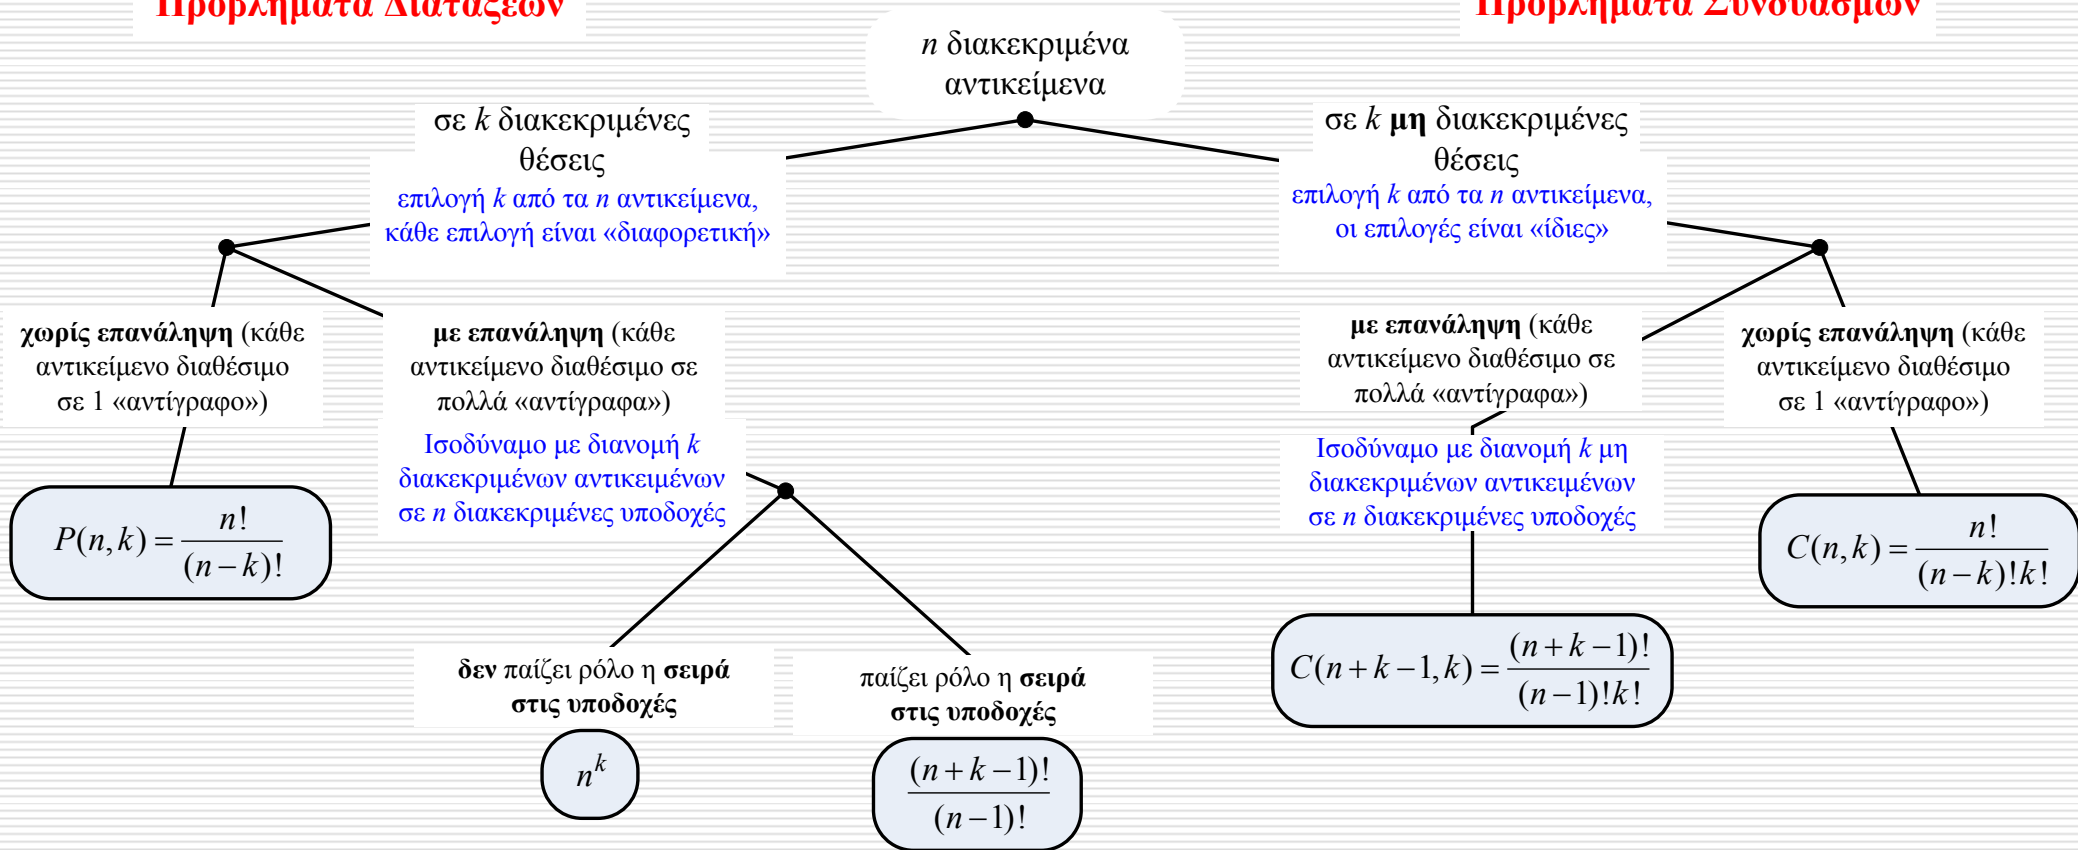 Προβλήματα Διατάξεων
Προβλήματα Συνδυασμών
n διακεκριμένα
αντικείμενα
σε k διακεκριμένες
θέσεις
επιλογή k από τα n αντικείμενα,
κάθε επιλογή είναι «διαφορετική»
σε k μη διακεκριμένες
θέσεις
επιλογή k από τα n αντικείμενα,
οι επιλογές είναι «ίδιες»
χωρίς επανάληψη (κάθε
αντικείμενο διαθέσιμο
σε 1 «αντίγραφο»)
με επανάληψη (κάθε
αντικείμενο διαθέσιμο σε
πολλά «αντίγραφα»)
Ισοδύναμο με διανομή k
διακεκριμένων αντικειμένων
σε n διακεκριμένες υποδοχές
με επανάληψη (κάθε
αντικείμενο διαθέσιμο σε
πολλά «αντίγραφα»)
Ισοδύναμο με διανομή k μη
διακεκριμένων αντικειμένων
σε n διακεκριμένες υποδοχές
χωρίς επανάληψη (κάθε
αντικείμενο διαθέσιμο
σε 1 «αντίγραφο»)
P(n,k) = n! / (n−k)!
C(n,k) = n! / (n−k)!k!
C(n+k−1,k) = (n+k−1)! / (n−1)!k!
δεν παίζει ρόλο η σειρά
στις υποδοχές
n^k
παίζει ρόλο η σειρά
στις υποδοχές
(n+k−1)! / (n−1)!